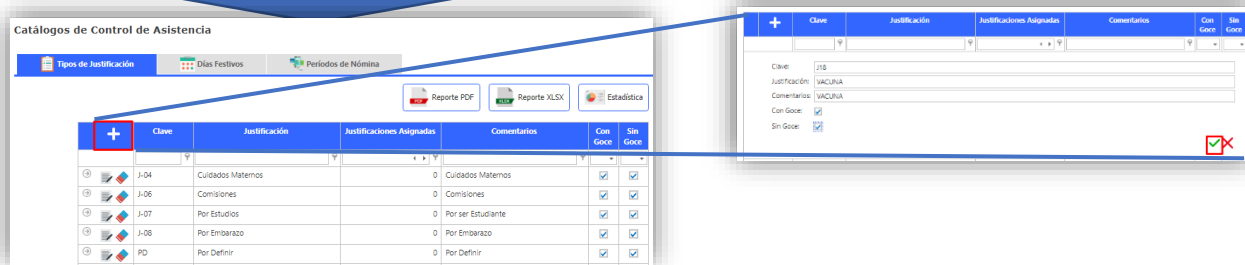 Catálogos de Control de Asistencia
Tipos de Justificación Días Festivos Períodos de Nómina
PDF Reporte PDF XLSX Reporte XLSX Estadística
+ Clave Justificación Justificaciones Asignadas Comentarios Con Goce Sin Goce
J-04 Cuidados Maternos 0 Cuidados Maternos
J-06 Comisiones 0 Comisiones
J-07 Por Estudios 0 Por ser Estudiante
J-08 Por Embarazo 0 Por Embarazo
PD Por Definir 0 Por Definir
+ Clave Justificación Justificaciones Asignadas Comentarios Con Goce Sin Goce
Clave: J18
Justificación: VACUNA
Comentarios: VACUNA
Con Goce:
Sin Goce: